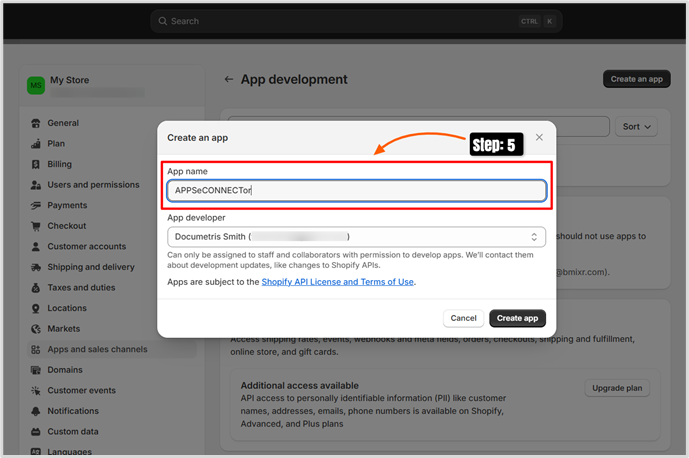 Search
CTRL K
MS My Store
App development
Create an app
General
Plan
Billing
Users and permissions
Payments
Checkout
Customer accounts
Shipping and delivery
Taxes and duties
Locations
Markets
Apps and sales channels
Domains
Customer events
Notifications
Custom data
Languages
Sort
Create an app
Step: 5
App name
APPSeCONNECTor
App developer
Documetris Smith ( )
Can only be assigned to staff and collaborators with permission to develop apps. We'll contact them
about development updates, like changes to Shopify APIs.
Apps are subject to the Shopify API License and Terms of Use.
Cancel
Create app
should not use apps to
@bmixr.com).
Access shipping rates, events, webhooks and meta fields, orders, checkouts, shipping and fulfillment,
online store, and gift cards.
Additional access available
API access to personally identifiable information (PII) like customer
names, addresses, emails, phone numbers is available on Shopify,
Advanced, and Plus plans
Upgrade plan